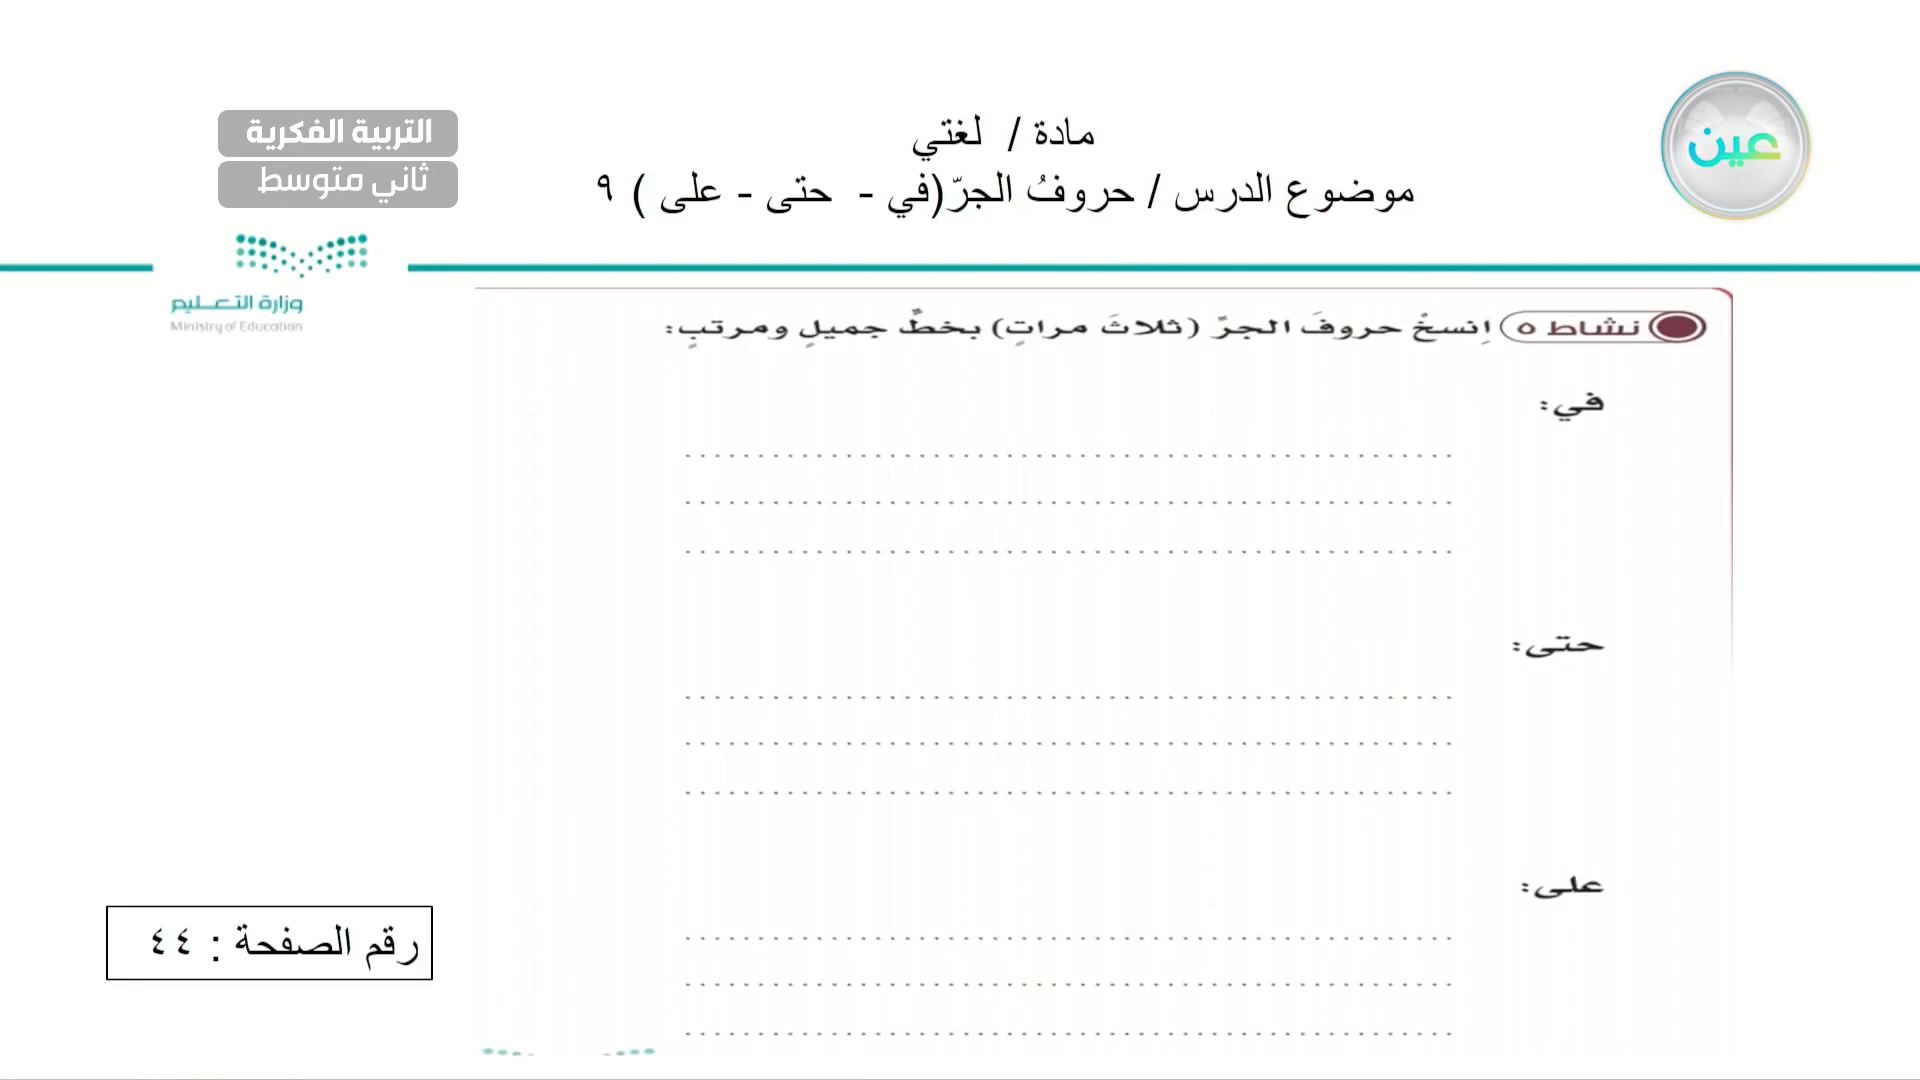 عين
مادة / لغتي
موضوع الدرس / حروفُ الجرّ(في - حتى - على ) ٩
التربية الفكرية
ثاني متوسط
وزارة التعليم
Ministry of Education
نشاط ٥ اِنسخْ حروفَ الجرّ (ثلاثَ مراتٍ) بخطٍّ جميلٍ ومرتبٍ:
في:
حتى:
على:
رقم الصفحة : ٤٤